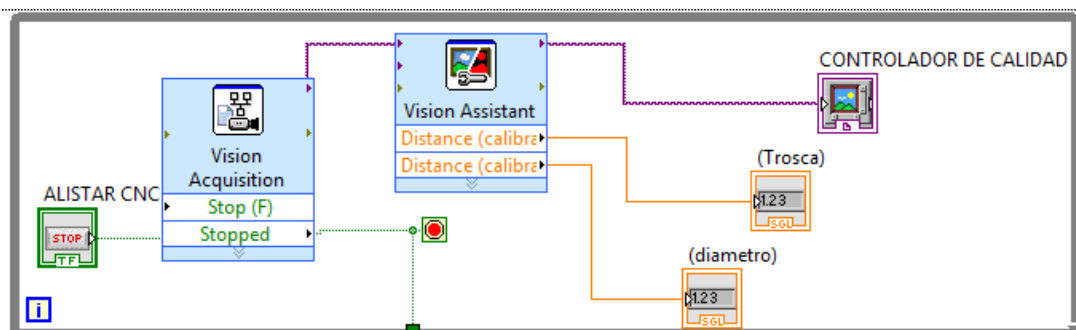 CONTROLADOR DE CALIDAD
Vision Assistant
Distance (calibra
Distance (calibra
Vision
Acquisition
Stop (F)
Stopped
ALISTAR CNC
STOP
TF
(Trosca)
1.23
SGL
(diametro)
1.23
SGL
i